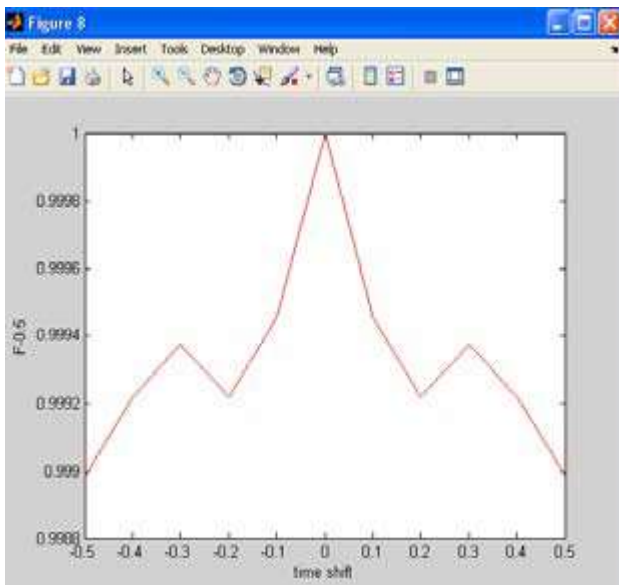 Figure 8
File Edit View Insert Tools Desktop Window Help
1
0.9998
0.9996
0.9994
0.9992
0.999
0.9988
F-0.5
-0.5 -0.4 -0.3 -0.2 -0.1 0 0.1 0.2 0.3 0.4 0.5
time shift